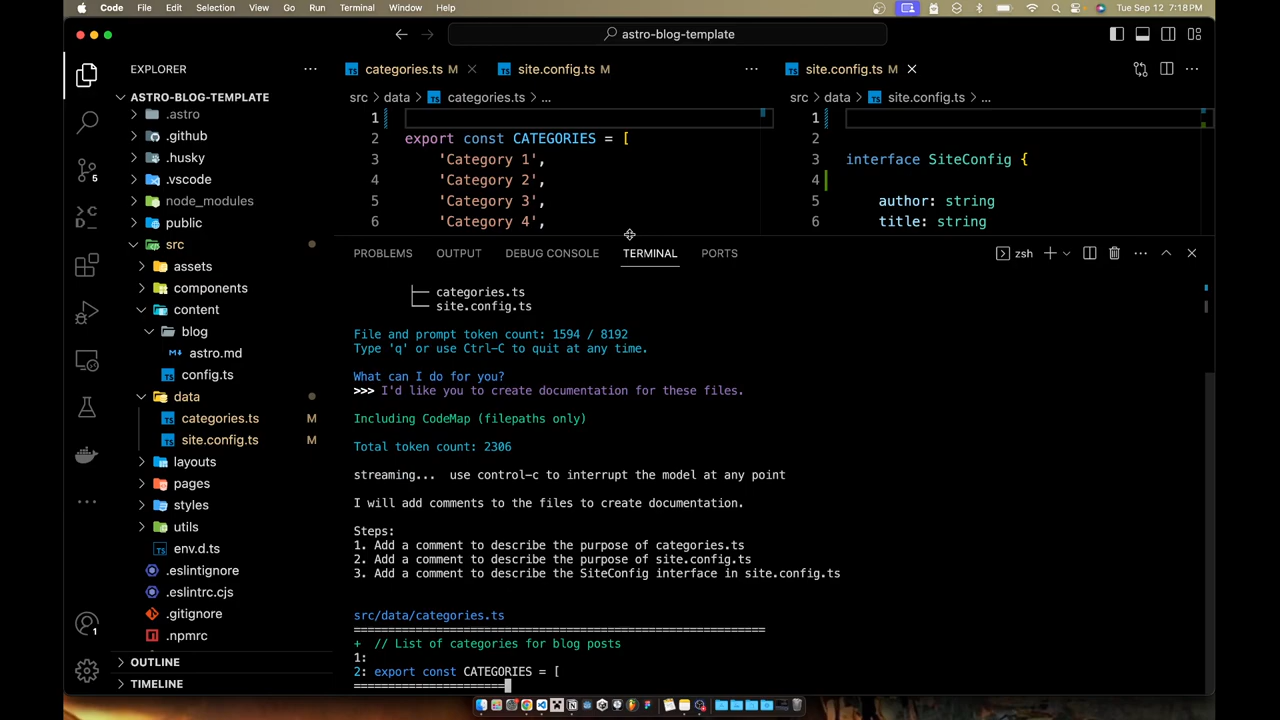 Code File Edit Selection View Go Run Terminal Window Help Tue Sep 12 7:18 PM
astro-blog-template
EXPLORER
ASTRO-BLOG-TEMPLATE
.astro
.github
.husky
.vscode
node_modules
public
src
assets
components
content
blog
astro.md
config.ts
data
categories.ts M
site.config.ts M
layouts
pages
styles
utils
env.d.ts
.eslintignore
.eslintrc.cjs
.gitignore
.npmrc
OUTLINE
TIMELINE
5
1
categories.ts M site.config.ts M
src > data > categories.ts > ...
1
2 export const CATEGORIES = [
3 'Category 1',
4 'Category 2',
5 'Category 3',
6 'Category 4',
site.config.ts M
src > data > site.config.ts > ...
1
2
3 interface SiteConfig {
4
5 author: string
6 title: string
PROBLEMS OUTPUT DEBUG CONSOLE TERMINAL PORTS zsh
├── categories.ts
└── site.config.ts
File and prompt token count: 1594 / 8192
Type 'q' or use Ctrl-C to quit at any time.
What can I do for you?
>>> I'd like you to create documentation for these files.
Including CodeMap (filepaths only)
Total token count: 2306
streaming... use control-c to interrupt the model at any point
I will add comments to the files to create documentation.
Steps:
1. Add a comment to describe the purpose of categories.ts
2. Add a comment to describe the purpose of site.config.ts
3. Add a comment to describe the SiteConfig interface in site.config.ts
src/data/categories.ts
============================================================
+ // List of categories for blog posts
1:
2: export const CATEGORIES = [
======================